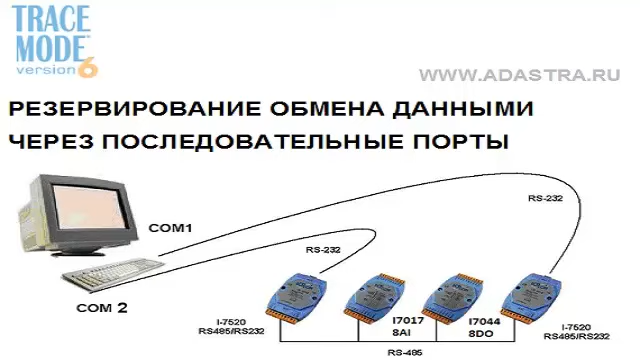 TRACE
MODE
version 6
WWW.ADASTRA.RU
РЕЗЕРВИРОВАНИЕ ОБМЕНА ДАННЫМИ
ЧЕРЕЗ ПОСЛЕДОВАТЕЛЬНЫЕ ПОРТЫ
COM1
RS-232
RS-232
COM 2
I-7520
RS485/RS232
I7017
8AI
I7044
8DO
I-7520
RS485/RS232
RS-485